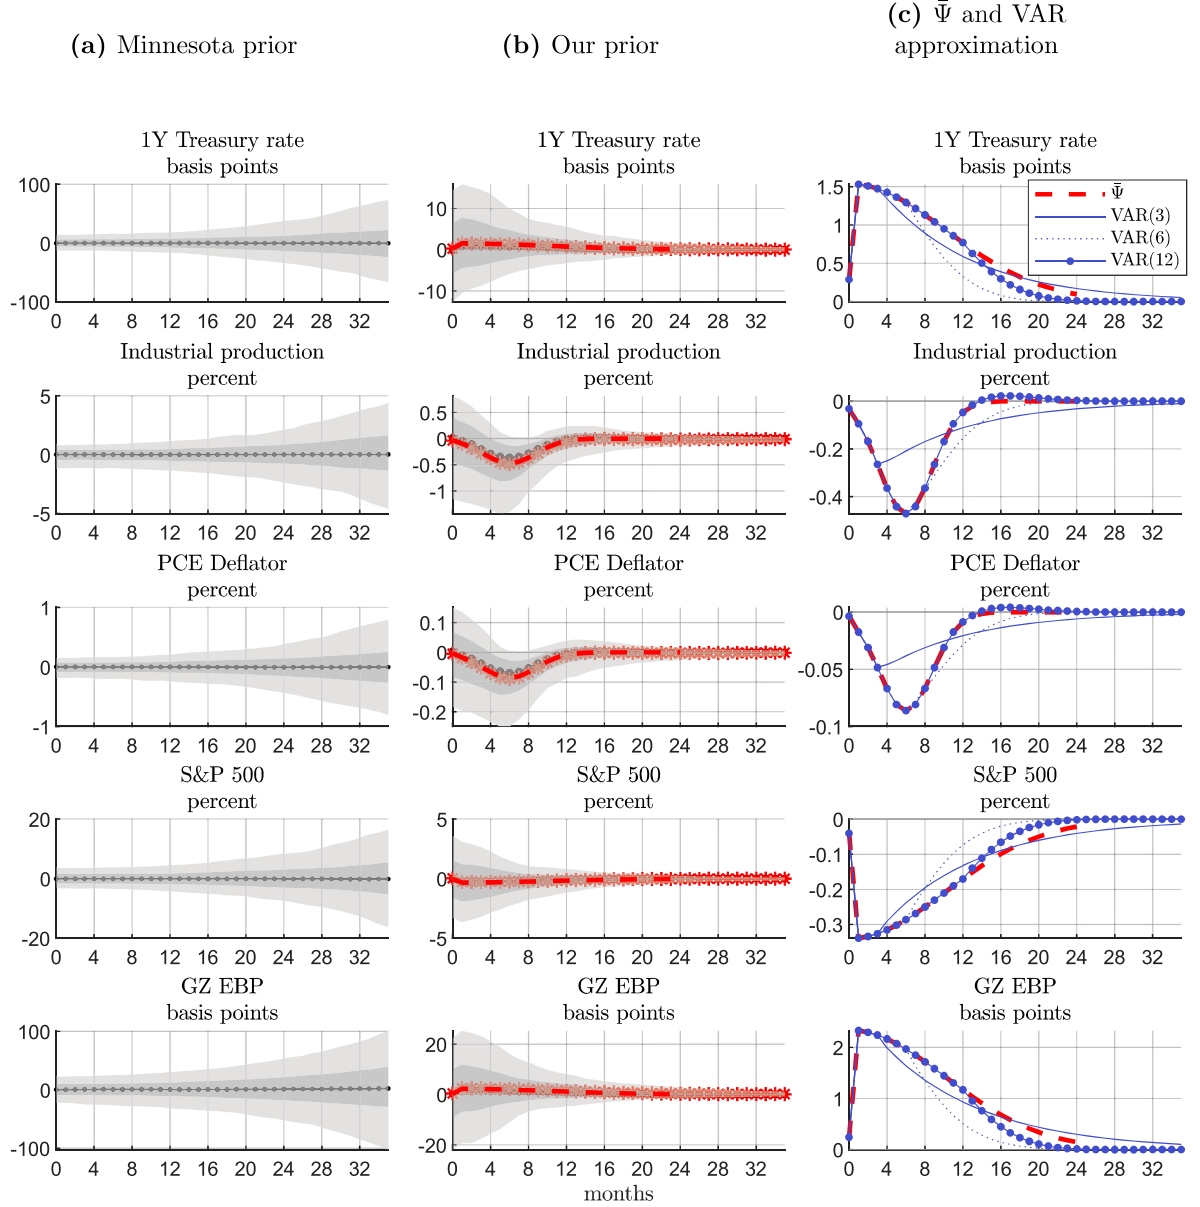 (a) Minnesota prior
(b) Our prior
(c) Ψ̄ and VAR
approximation
1Y Treasury rate
basis points
100
0
-100
0 4 8 12 16 20 24 28 32
1Y Treasury rate
basis points
10
0
-10
0 4 8 12 16 20 24 28 32
1Y Treasury rate
basis points
1.5
1
0.5
0
0 4 8 12 16 20 24 28 32
Ψ̄
VAR(3)
VAR(6)
VAR(12)
Industrial production
percent
5
0
-5
0 4 8 12 16 20 24 28 32
Industrial production
percent
0.5
0
-0.5
-1
0 4 8 12 16 20 24 28 32
Industrial production
percent
0
-0.2
-0.4
0 4 8 12 16 20 24 28 32
PCE Deflator
percent
1
0
-1
0 4 8 12 16 20 24 28 32
PCE Deflator
percent
0.1
0
-0.1
-0.2
0 4 8 12 16 20 24 28 32
PCE Deflator
percent
0
-0.05
-0.1
0 4 8 12 16 20 24 28 32
S&P 500
percent
20
0
-20
0 4 8 12 16 20 24 28 32
S&P 500
percent
5
0
-5
0 4 8 12 16 20 24 28 32
S&P 500
percent
0
-0.1
-0.2
-0.3
0 4 8 12 16 20 24 28 32
GZ EBP
basis points
100
0
-100
0 4 8 12 16 20 24 28 32
GZ EBP
basis points
20
0
-20
0 4 8 12 16 20 24 28 32
months
GZ EBP
basis points
2
1
0
0 4 8 12 16 20 24 28 32